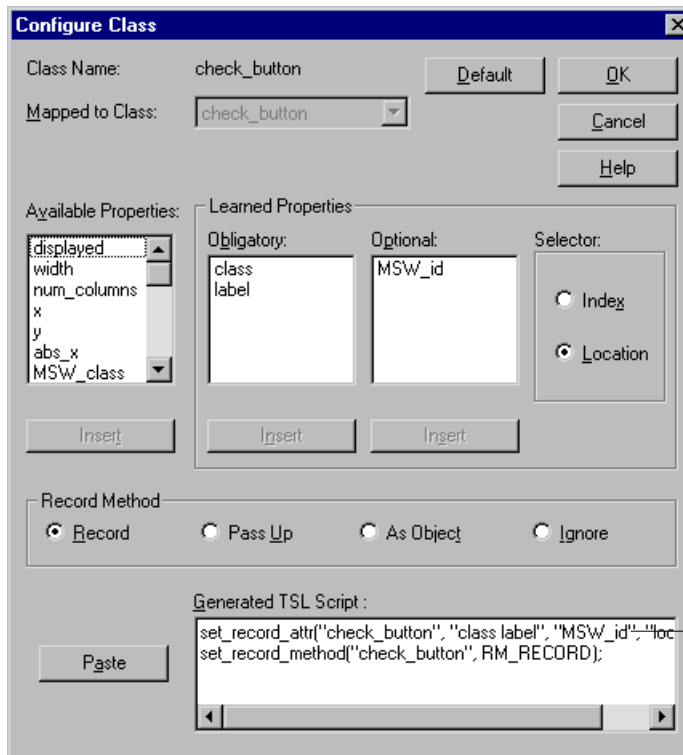 Configure Class
Class Name: check_button Default OK
Mapped to Class: check_button Cancel
Help
Available Properties: Learned Properties
Obligatory: Optional: Selector:
displayed class MSW_id
width label
num_columns Index
x
y
abs_x Location
MSW_class
Insert Insert Insert
Record Method
Record Pass Up As Object Ignore
Generated TSL Script :
set_record_attr("check_button", "class label", "MSW_id", "loc
set_record_method("check_button", RM_RECORD);
Paste